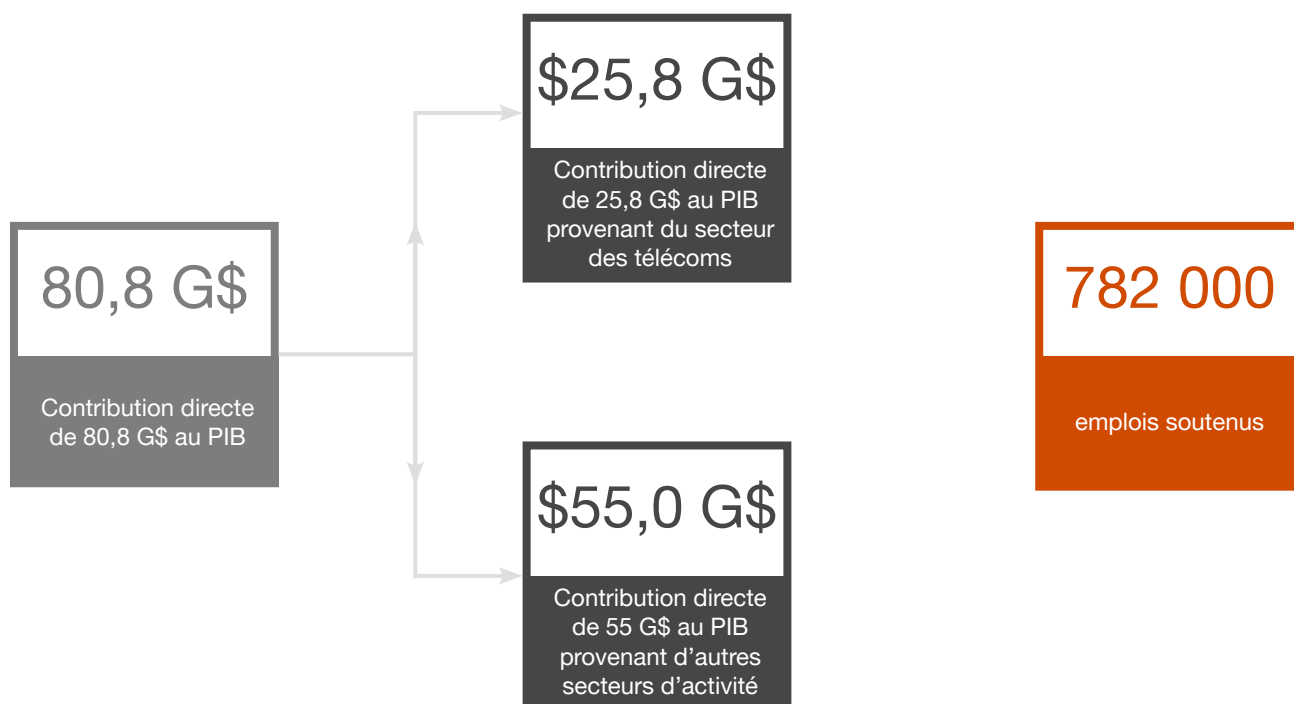 80,8 G$
Contribution directe
de 80,8 G$ au PIB
$25,8 G$
Contribution directe
de 25,8 G$ au PIB
provenant du secteur
des télécoms
$55,0 G$
Contribution directe
de 55 G$ au PIB
provenant d’autres
secteurs d’activité
782 000
emplois soutenus